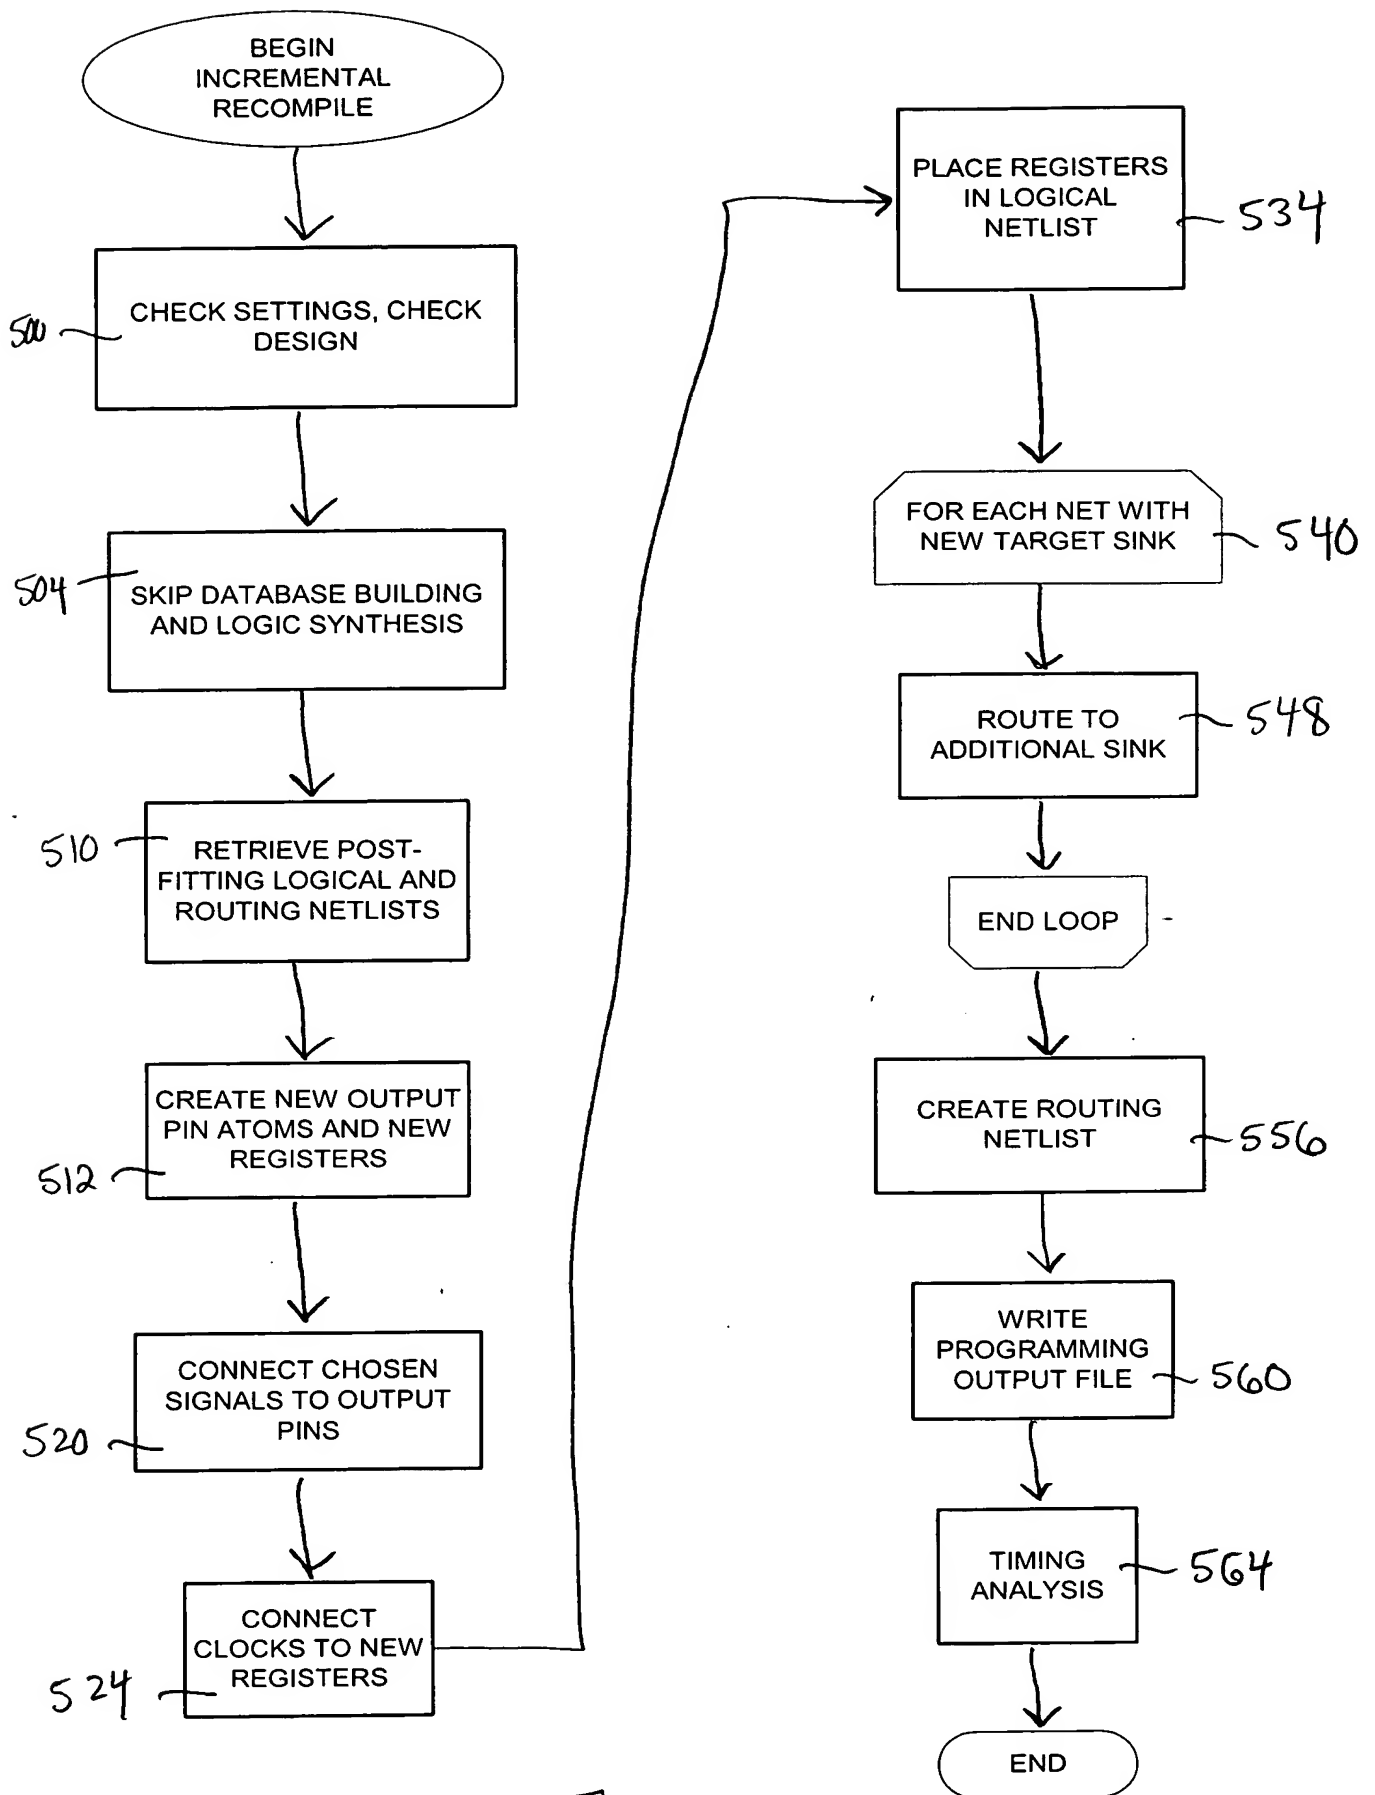 BEGIN
INCREMENTAL
RECOMPILE
500
CHECK SETTINGS, CHECK
DESIGN
504
SKIP DATABASE BUILDING
AND LOGIC SYNTHESIS
510
RETRIEVE POST-
FITTING LOGICAL AND
ROUTING NETLISTS
CREATE NEW OUTPUT
PIN ATOMS AND NEW
REGISTERS
512
CONNECT CHOSEN
SIGNALS TO OUTPUT
PINS
520
CONNECT
CLOCKS TO NEW
REGISTERS
524
PLACE REGISTERS
IN LOGICAL
NETLIST
534
FOR EACH NET WITH
NEW TARGET SINK
540
ROUTE TO
ADDITIONAL SINK
548
END LOOP
CREATE ROUTING
NETLIST
556
WRITE
PROGRAMMING
OUTPUT FILE
560
TIMING
ANALYSIS
564
END